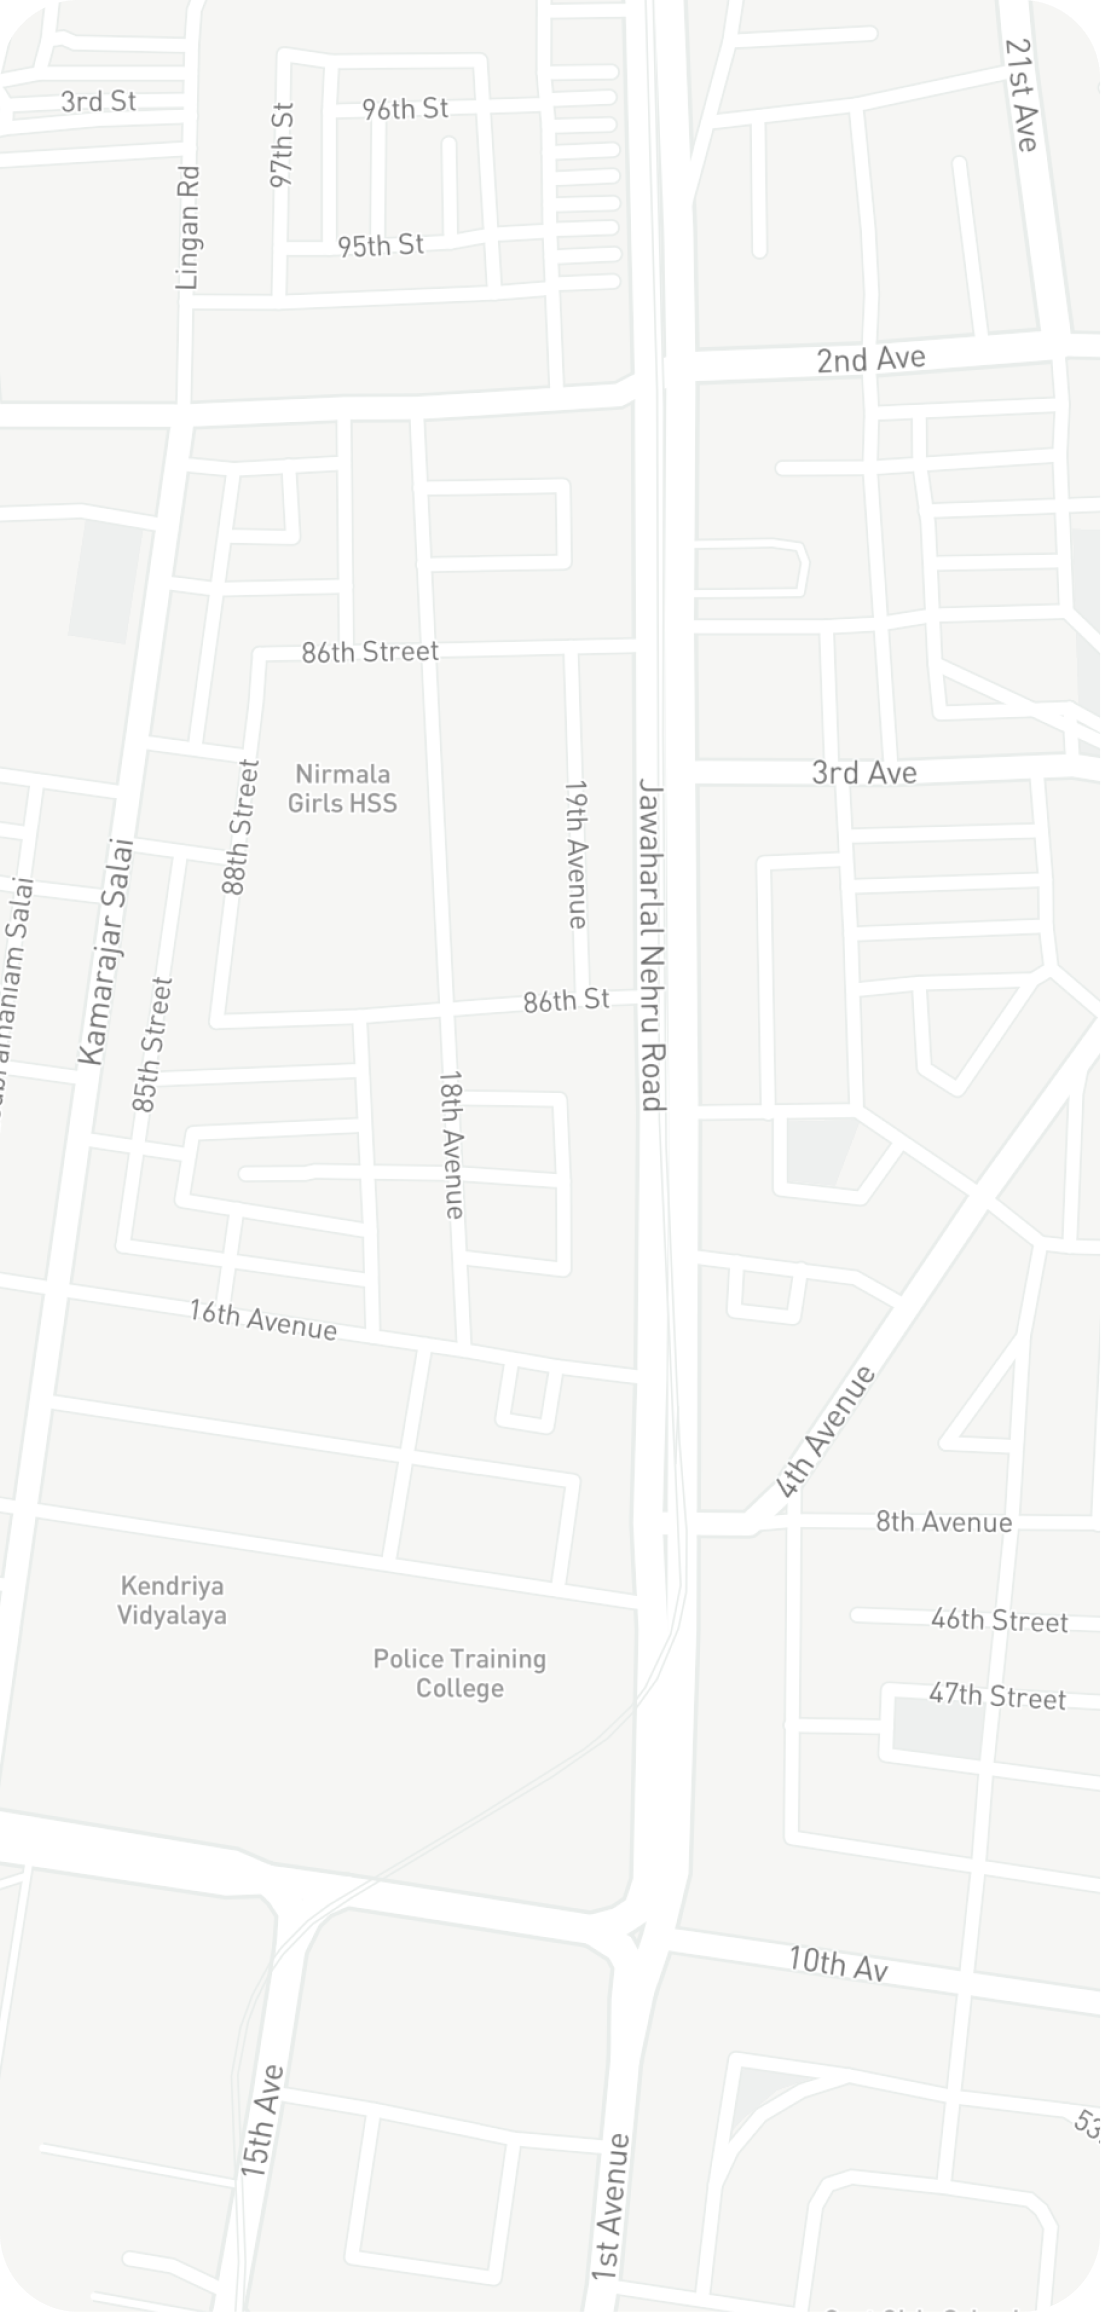 21st Ave
3rd St
97th St
96th St
Lingan Rd
95th St
2nd Ave
86th Street
Nirmala
Girls HSS
3rd Ave
88th Street
19th Avenue
Jawaharlal Nehru Road
Kamarajar Salai
85th Street
86th St
18th Avenue
16th Avenue
4th Avenue
8th Avenue
Kendriya
Vidyalaya
46th Street
Police Training
College
47th Street
10th Av
15th Ave
1st Avenue
Salai
53